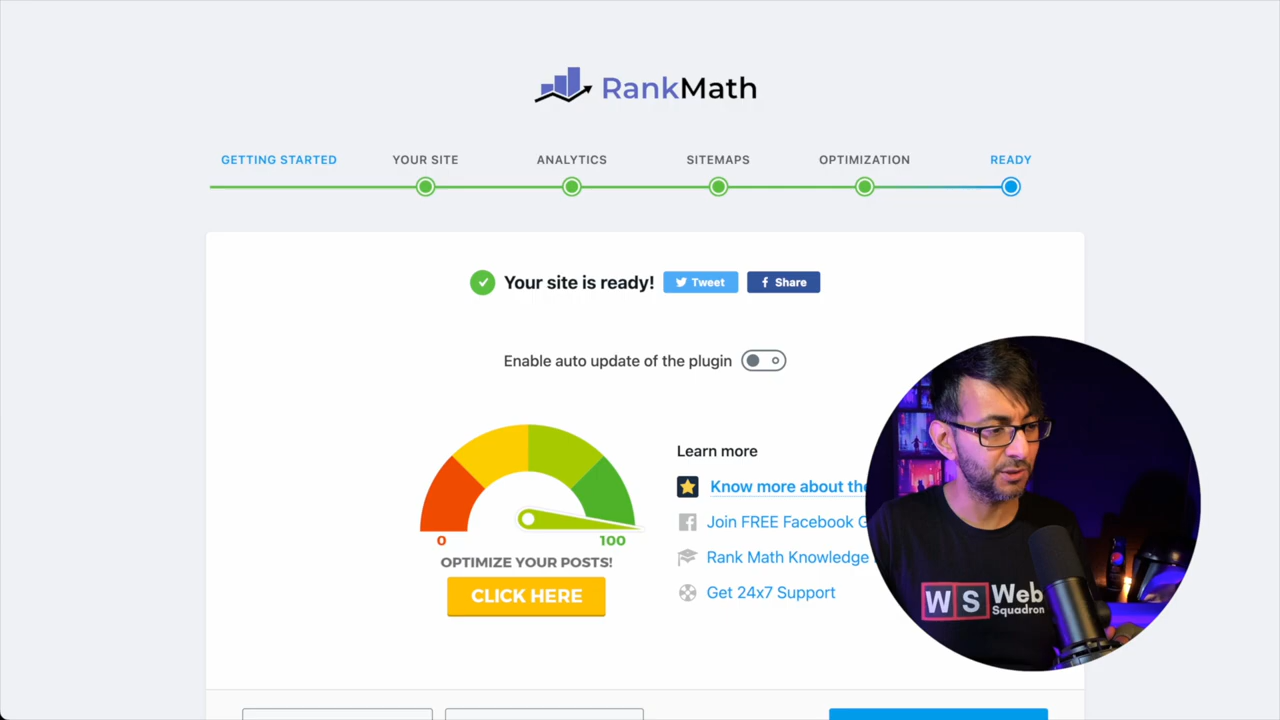 RankMath
GETTING STARTED
YOUR SITE
ANALYTICS
SITEMAPS
OPTIMIZATION
READY
Your site is ready!
Tweet
Share
Enable auto update of the plugin
0
100
OPTIMIZE YOUR POSTS!
CLICK HERE
Learn more
Know more about the
Join FREE Facebook G
Rank Math Knowledge
Get 24x7 Support
WS Web
Squadron